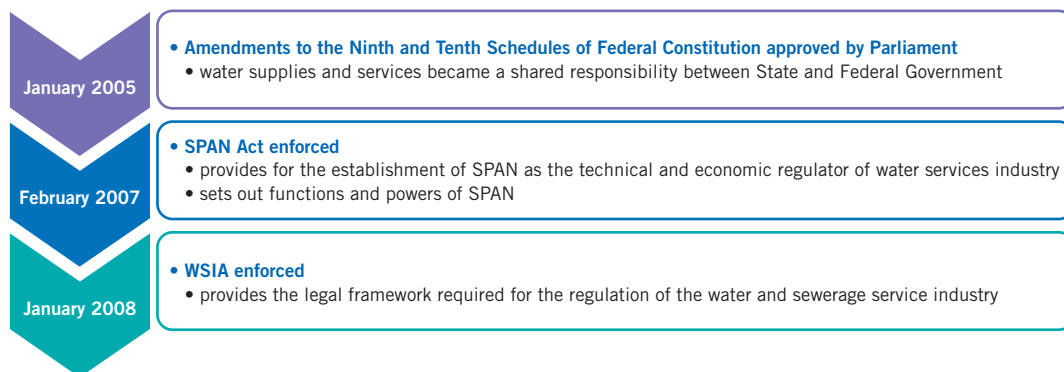 January 2005
• Amendments to the Ninth and Tenth Schedules of Federal Constitution approved by Parliament
• water supplies and services became a shared responsibility between State and Federal Government
February 2007
• SPAN Act enforced
• provides for the establishment of SPAN as the technical and economic regulator of water services industry
• sets out functions and powers of SPAN
January 2008
• WSIA enforced
• provides the legal framework required for the regulation of the water and sewerage service industry